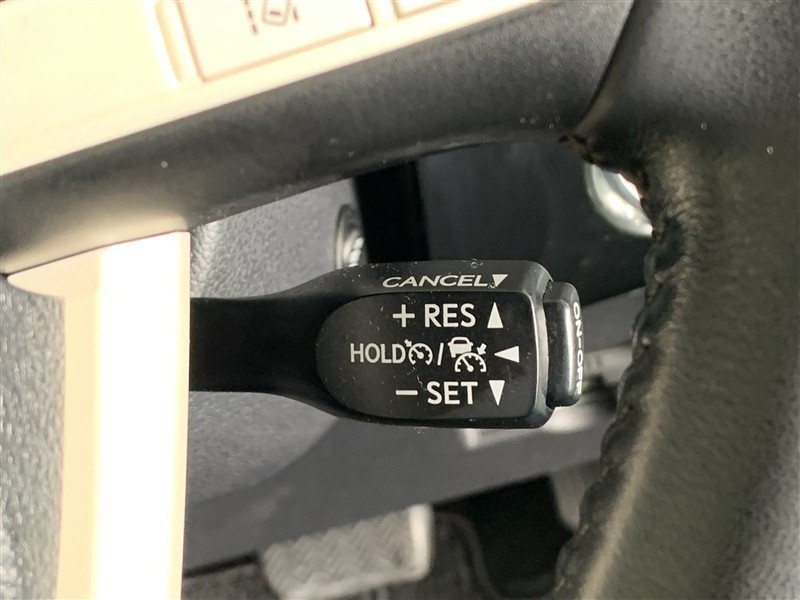 CANCEL▼
+ RES ▲
HOLD / ◀
− SET ▼
ON-OFF